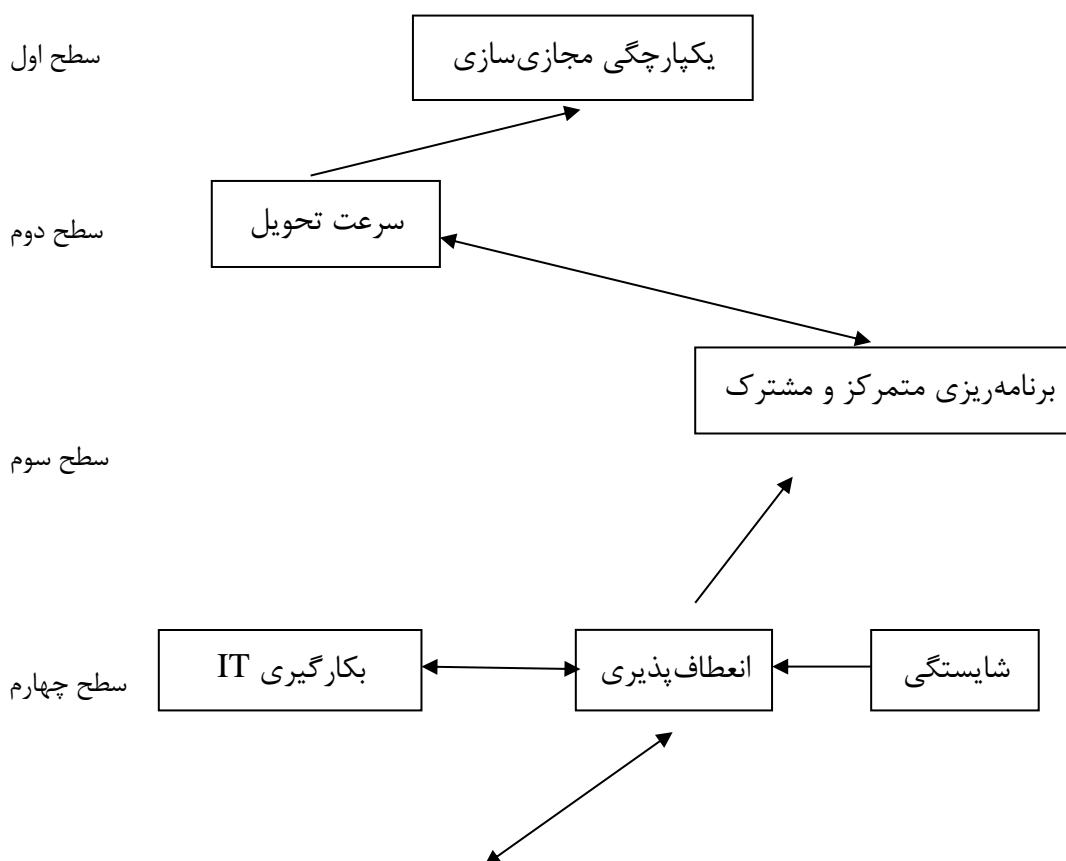 سطح اول
یکپارچگی مجازی‌سازی
سطح دوم
سرعت تحویل
برنامه‌ریزی متمرکز و مشترک
سطح سوم
شایستگی
انعطاف‌پذیری
بکارگیری IT
سطح چهارم